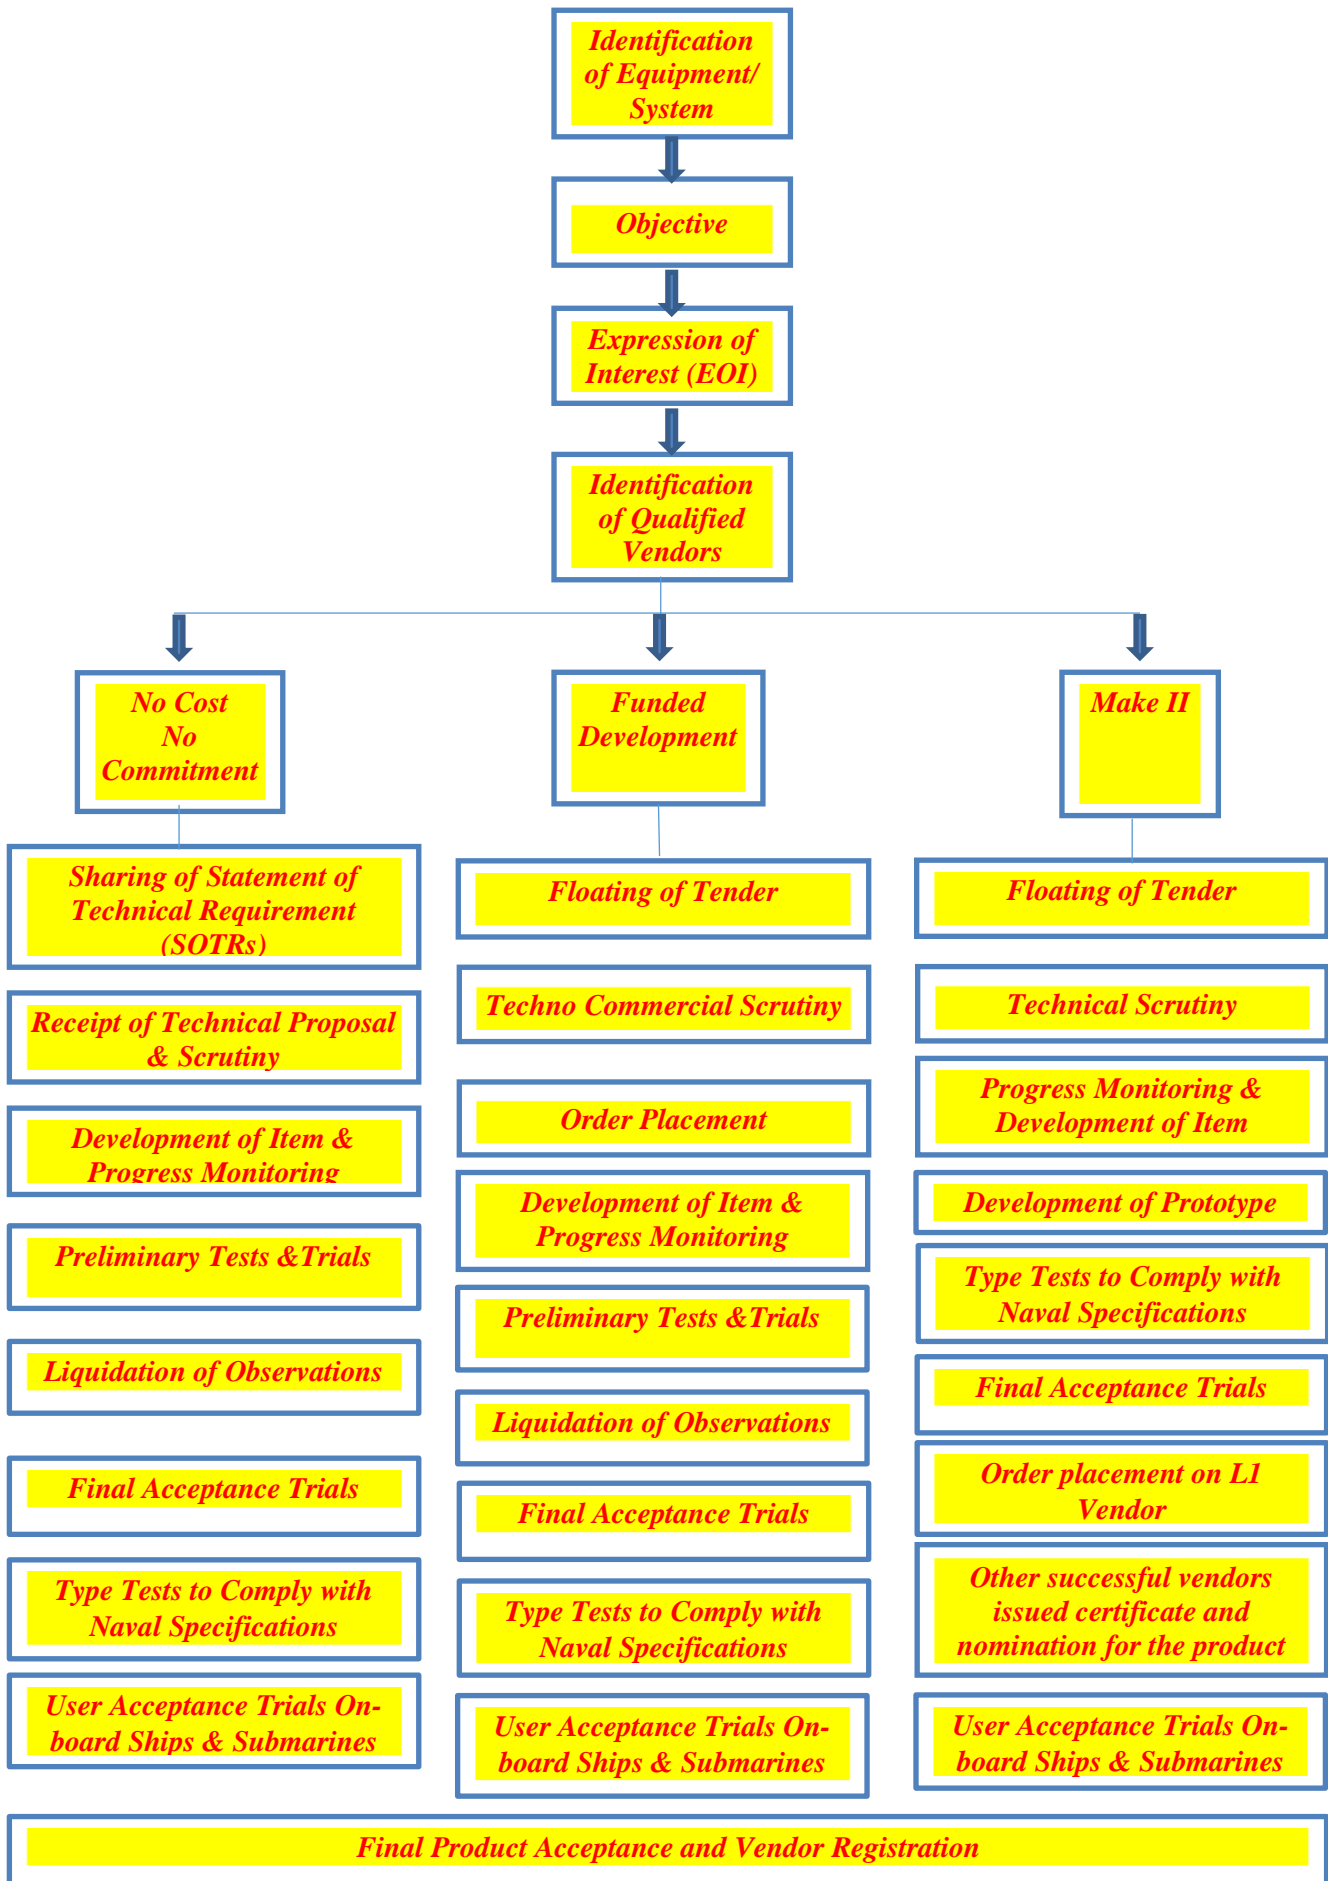 Identification
of Equipment/
System
Objective
Expression of
Interest (EOI)
Identification
of Qualified
Vendors
No Cost
No
Commitment
Sharing of Statement of
Technical Requirement
(SOTRs)
Receipt of Technical Proposal
& Scrutiny
Development of Item &
Progress Monitoring
Preliminary Tests &Trials
Liquidation of Observations
Final Acceptance Trials
Type Tests to Comply with
Naval Specifications
User Acceptance Trials On-
board Ships & Submarines
Funded
Development
Floating of Tender
Techno Commercial Scrutiny
Order Placement
Development of Item &
Progress Monitoring
Preliminary Tests &Trials
Liquidation of Observations
Final Acceptance Trials
Type Tests to Comply with
Naval Specifications
User Acceptance Trials On-
board Ships & Submarines
Make II
Floating of Tender
Technical Scrutiny
Progress Monitoring &
Development of Item
Development of Prototype
Type Tests to Comply with
Naval Specifications
Final Acceptance Trials
Order placement on L1
Vendor
Other successful vendors
issued certificate and
nomination for the product
User Acceptance Trials On-
board Ships & Submarines
Final Product Acceptance and Vendor Registration